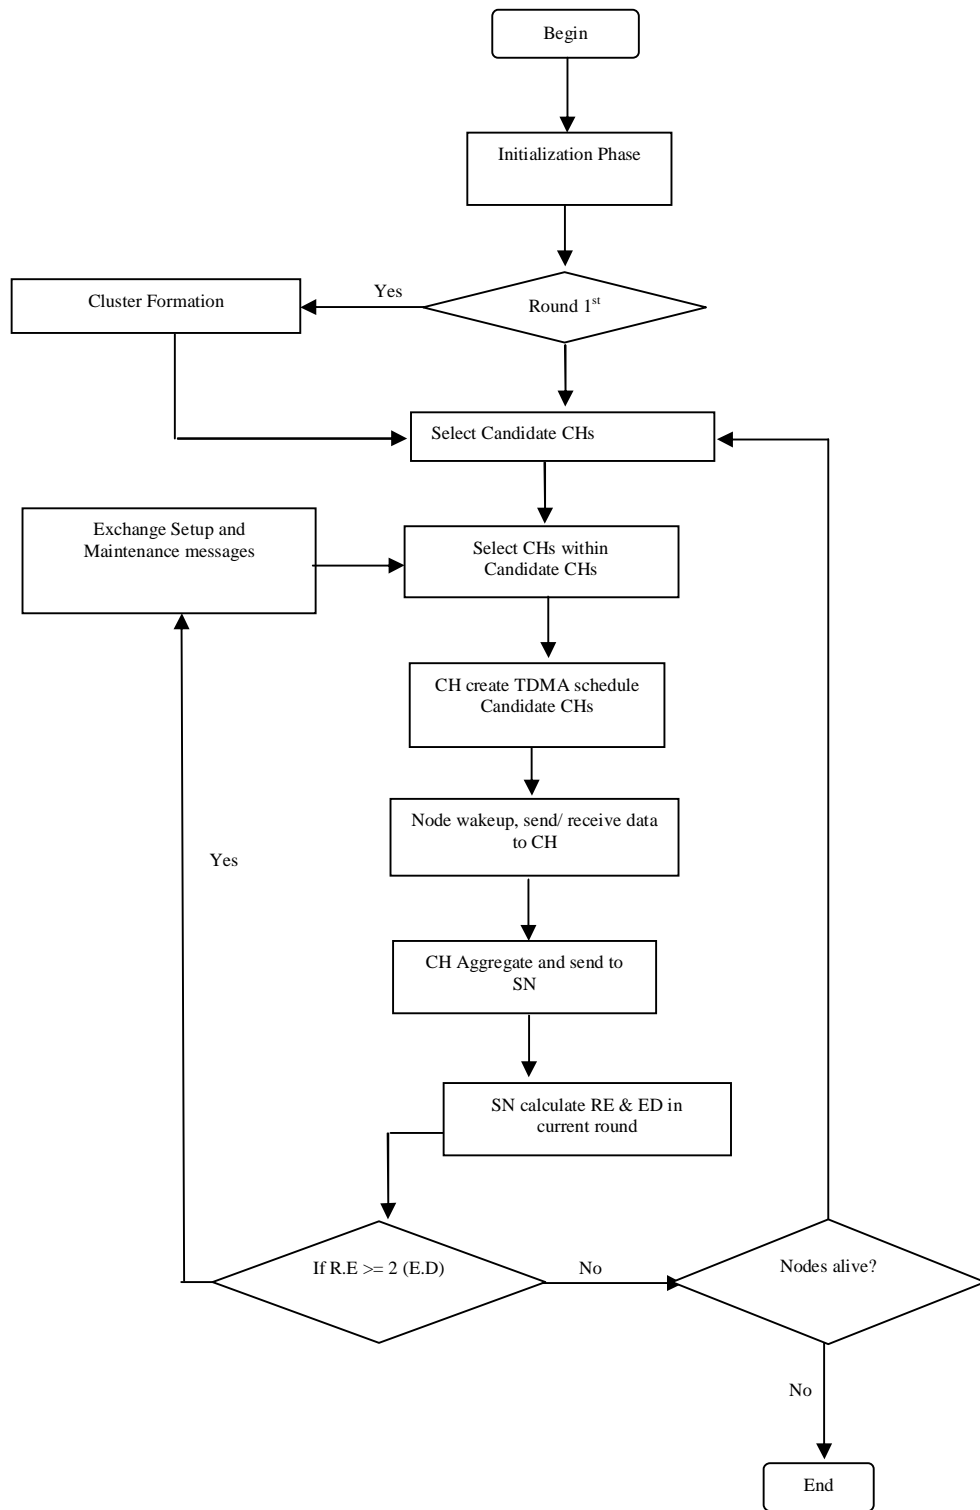 Begin
Initialization Phase
Yes
Cluster Formation
Round 1st
Select Candidate CHs
Exchange Setup and
Maintenance messages
Select CHs within
Candidate CHs
CH create TDMA schedule
Candidate CHs
Node wakeup, send/ receive data
to CH
Yes
CH Aggregate and send to
SN
SN calculate RE & ED in
current round
If R.E >= 2 (E.D)
No
Nodes alive?
No
End